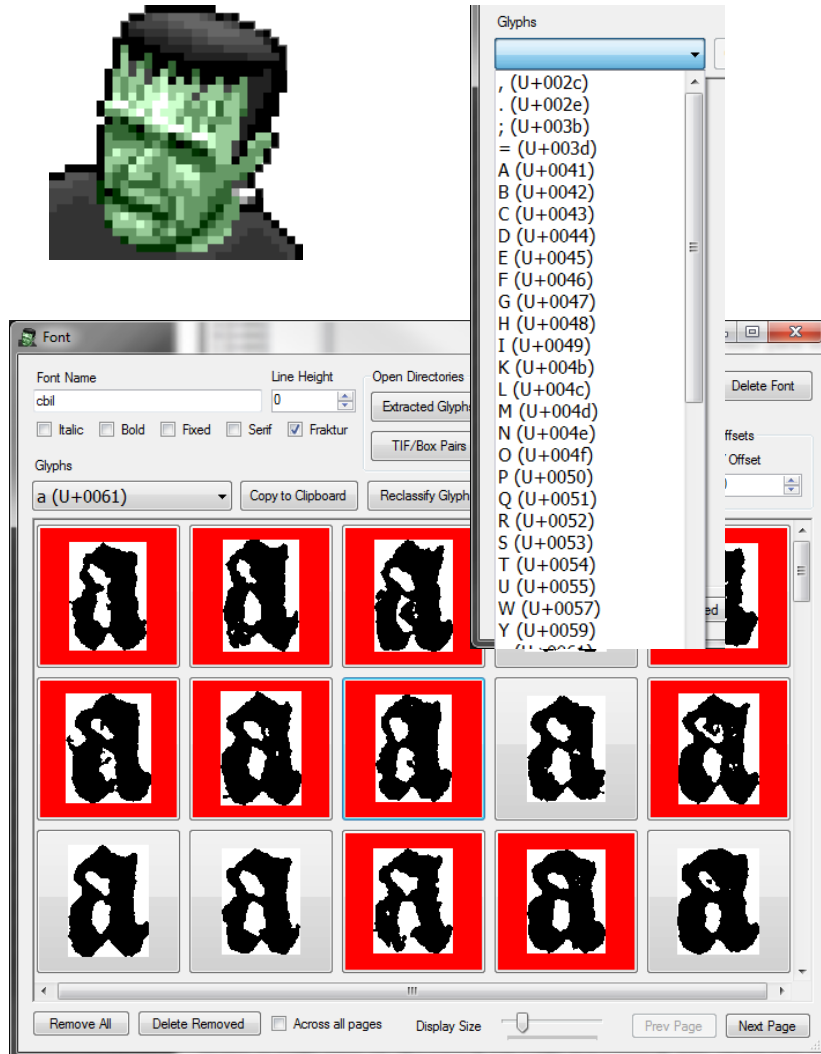 Glyphs
, (U+002c)
. (U+002e)
; (U+003b)
= (U+003d)
A (U+0041)
B (U+0042)
C (U+0043)
D (U+0044)
E (U+0045)
F (U+0046)
G (U+0047)
H (U+0048)
I (U+0049)
K (U+004b)
L (U+004c)
M (U+004d)
N (U+004e)
O (U+004f)
P (U+0050)
Q (U+0051)
R (U+0052)
S (U+0053)
T (U+0054)
U (U+0055)
W (U+0057)
Y (U+0059)
Font
Font Name Line Height Open Directories
cbil 0 Extracted Glyphs Delete Font
Italic Bold Fixed Serif Fraktur
TIF/Box Pairs ffsets
Offset
Glyphs
a (U+0061) Copy to Clipboard Reclassify Glyph
ed
a a a
a a a a a
a a a a a
Remove All Delete Removed Across all pages Display Size Prev Page Next Page